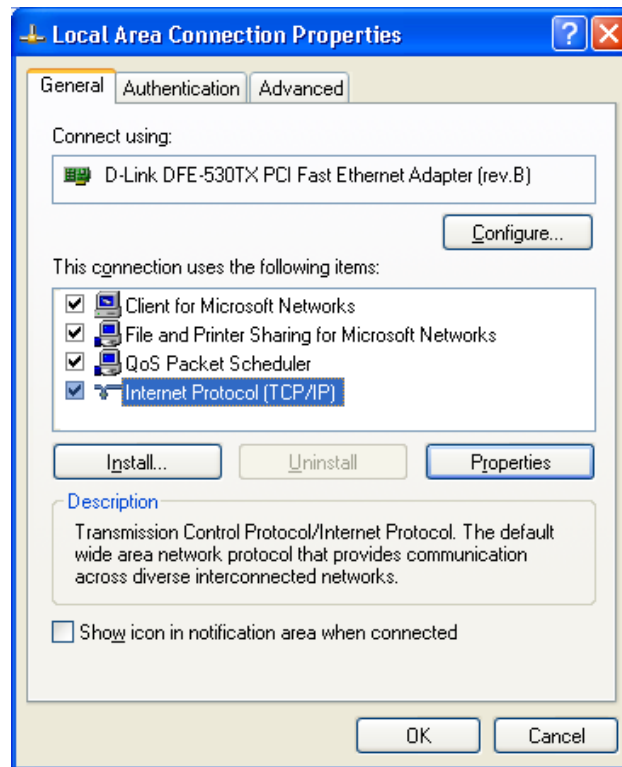 Local Area Connection Properties
General
Authentication
Advanced
Connect using:
D-Link DFE-530TX PCI Fast Ethernet Adapter (rev.B)
Configure...
This connection uses the following items:
Client for Microsoft Networks
File and Printer Sharing for Microsoft Networks
QoS Packet Scheduler
Internet Protocol (TCP/IP)
Install...
Uninstall
Properties
Description
Transmission Control Protocol/Internet Protocol. The default
wide area network protocol that provides communication
across diverse interconnected networks.
Show icon in notification area when connected
OK
Cancel